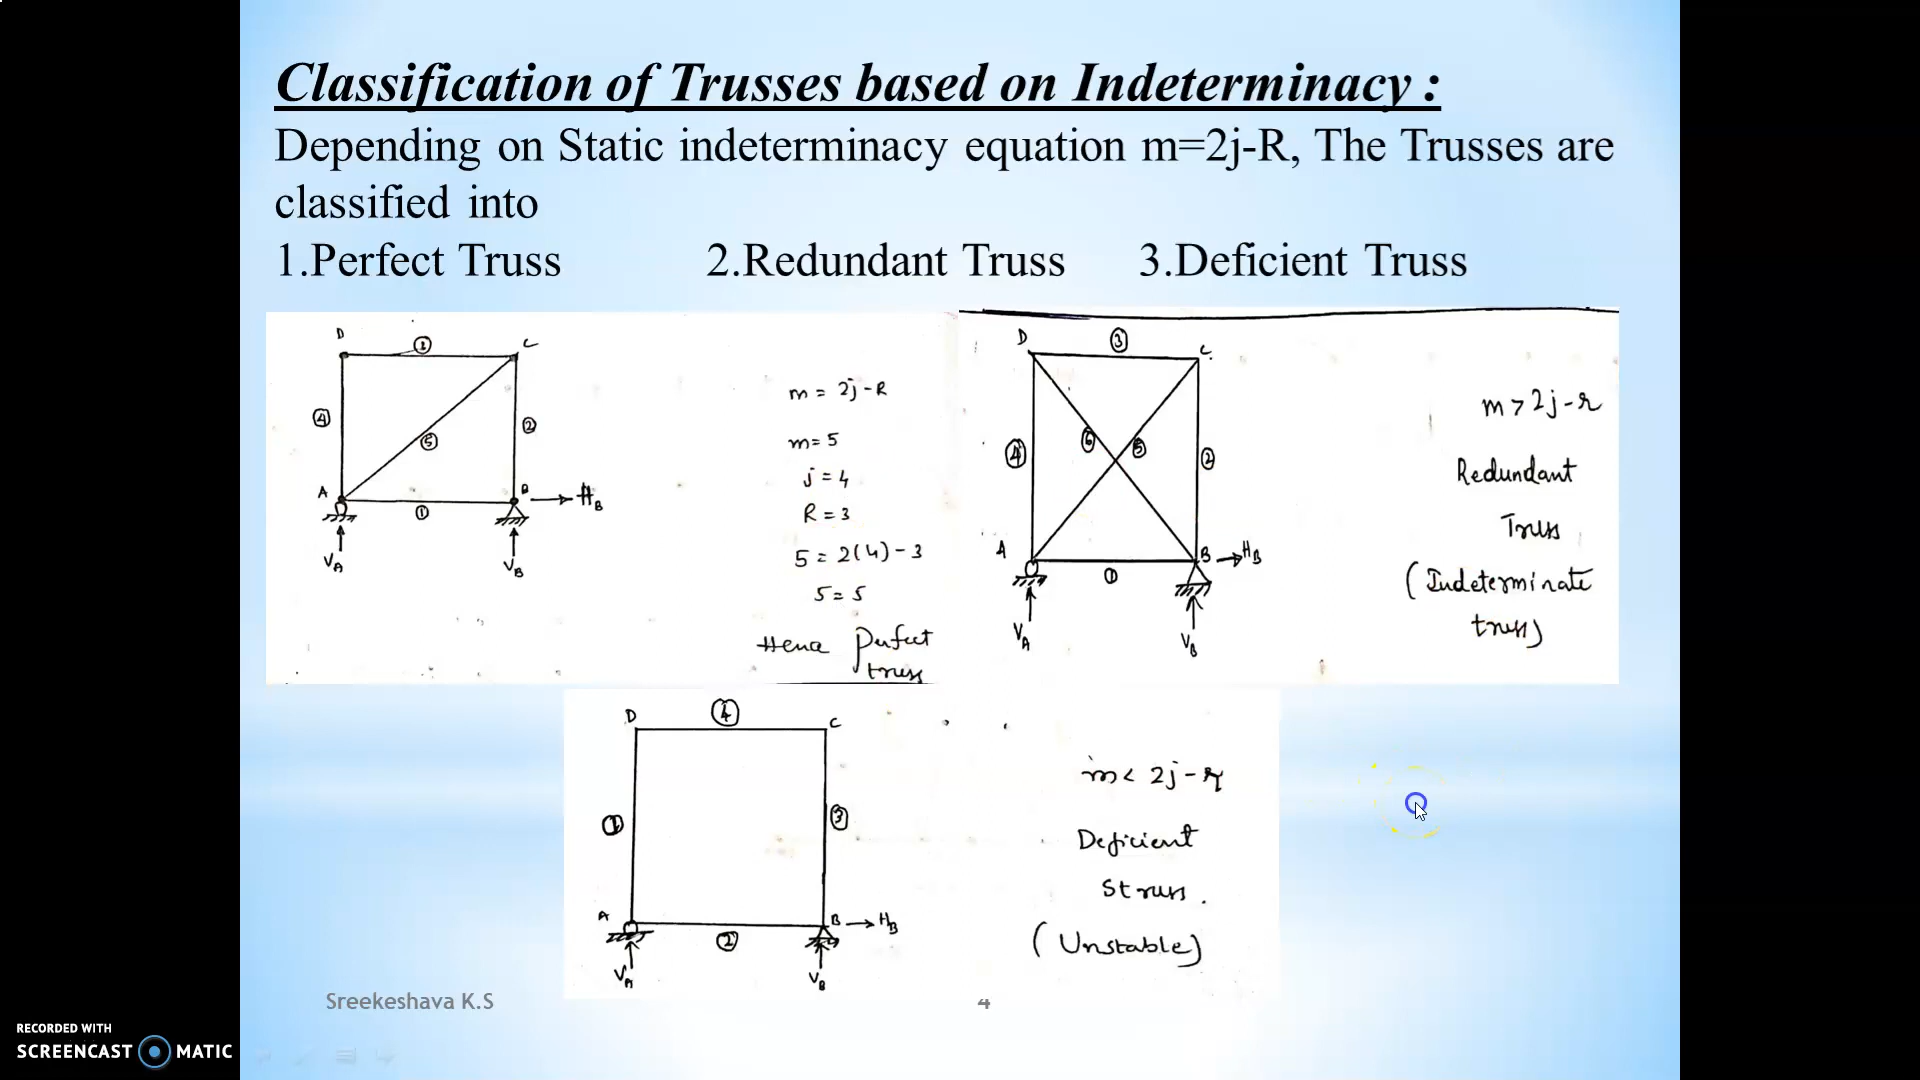 Classification of Trusses based on Indeterminacy :
Depending on Static indeterminacy equation m=2j-R, The Trusses are
classified into
1.Perfect Truss 2.Redundant Truss 3.Deficient Truss
D C
④ ⑤ ②
A B H_B
①
V_A V_B
m = 2j - R
m = 5
j = 4
R = 3
5 = 2(4) - 3
5 = 5
Hence perfect
truss
D ③ C
④ ⑥ ⑤ ②
A B H_B
①
V_A V_B
m > 2j - r
Redundant
Truss
(Indeterminate
truss)
D ④ C
① ③
A B H_B
②
V_A V_B
m < 2j - r
Deficient
Struss.
(Unstable)
Sreekeshava K.S 4
RECORDED WITH
SCREENCAST MATIC